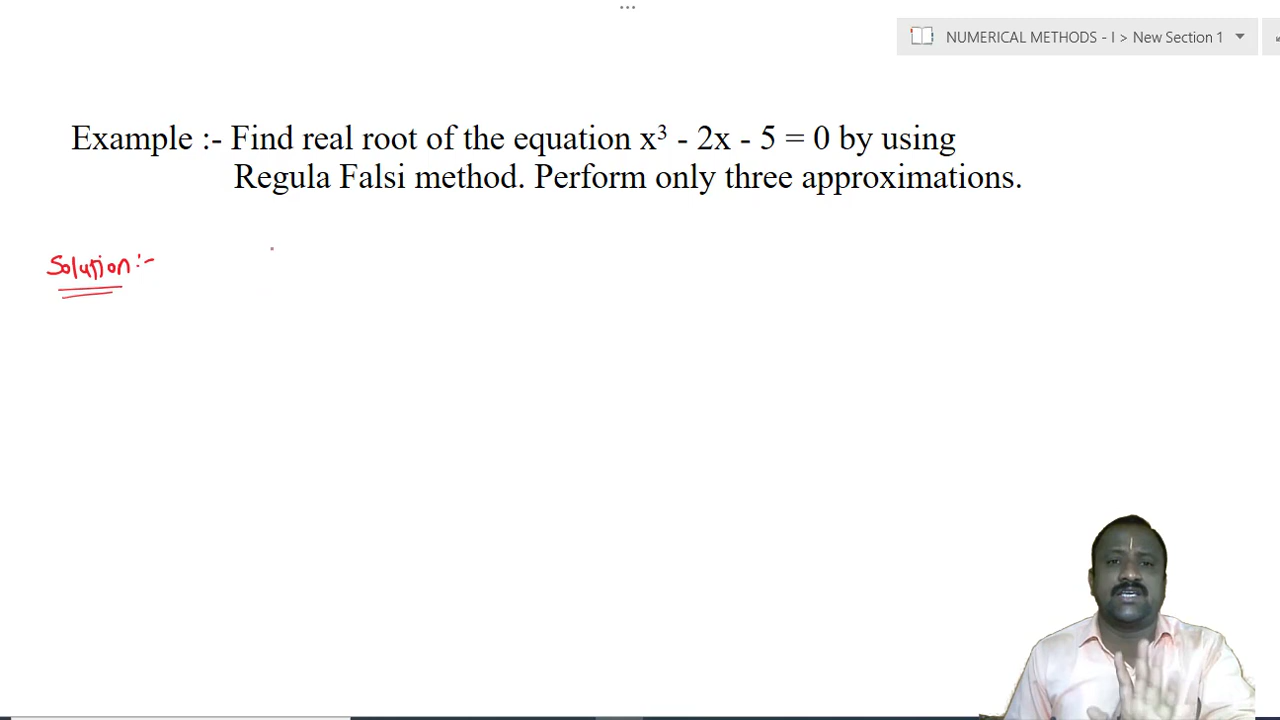 NUMERICAL METHODS - I > New Section 1
Example :- Find real root of the equation x³ - 2x - 5 = 0 by using
Regula Falsi method. Perform only three approximations.
Solution :-